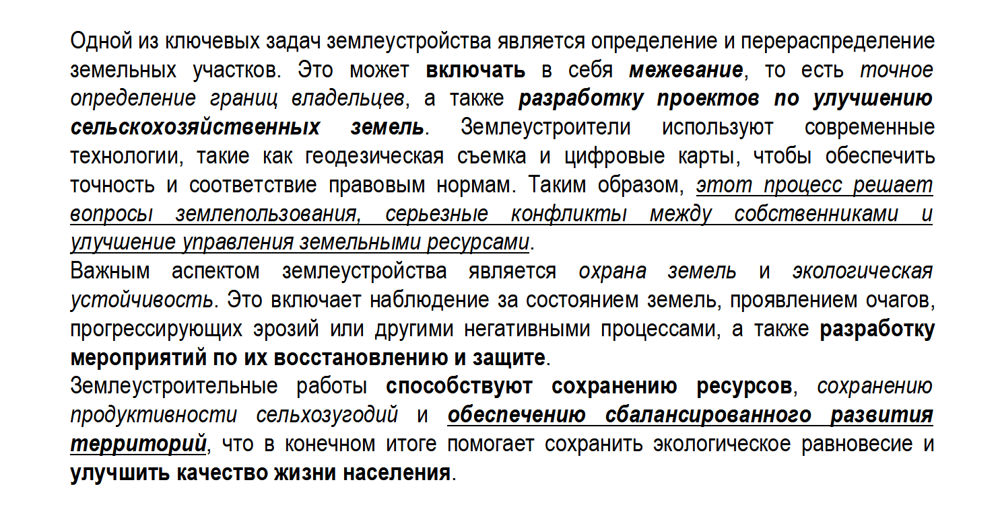 Одной из ключевых задач землеустройства является определение и перераспределение
земельных участков. Это может включать в себя межевание, то есть точное
определение границ владельцев, а также разработку проектов по улучшению
сельскохозяйственных земель. Землеустроители используют современные
технологии, такие как геодезическая съемка и цифровые карты, чтобы обеспечить
точность и соответствие правовым нормам. Таким образом, этот процесс решает
вопросы землепользования, серьезные конфликты между собственниками и
улучшение управления земельными ресурсами.
Важным аспектом землеустройства является охрана земель и экологическая
устойчивость. Это включает наблюдение за состоянием земель, проявлением очагов,
прогрессирующих эрозий или другими негативными процессами, а также разработку
мероприятий по их восстановлению и защите.
Землеустроительные работы способствуют сохранению ресурсов, сохранению
продуктивности сельхозугодий и обеспечению сбалансированного развития
территорий, что в конечном итоге помогает сохранить экологическое равновесие и
улучшить качество жизни населения.